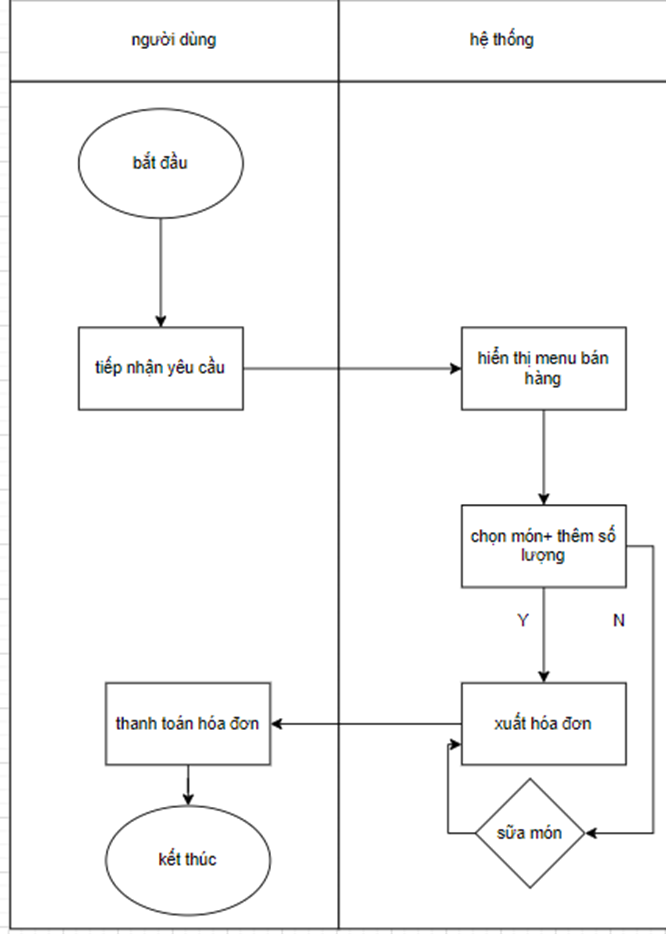 người dùng
hệ thống
bắt đầu
tiếp nhận yêu cầu
hiển thị menu bán
hàng
chọn món+ thêm số
lượng
Y
N
thanh toán hóa đơn
xuất hóa đơn
sữa món
kết thúc